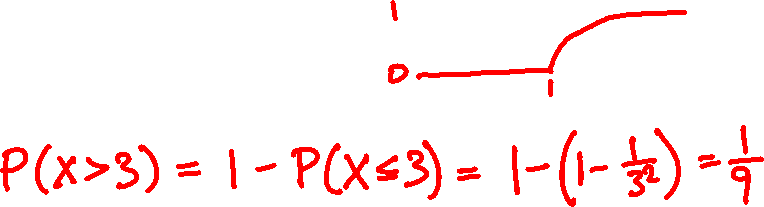 1
0
1
P(X>3) = 1 - P(X≤3) = 1-(1-1/3²) = 1/9